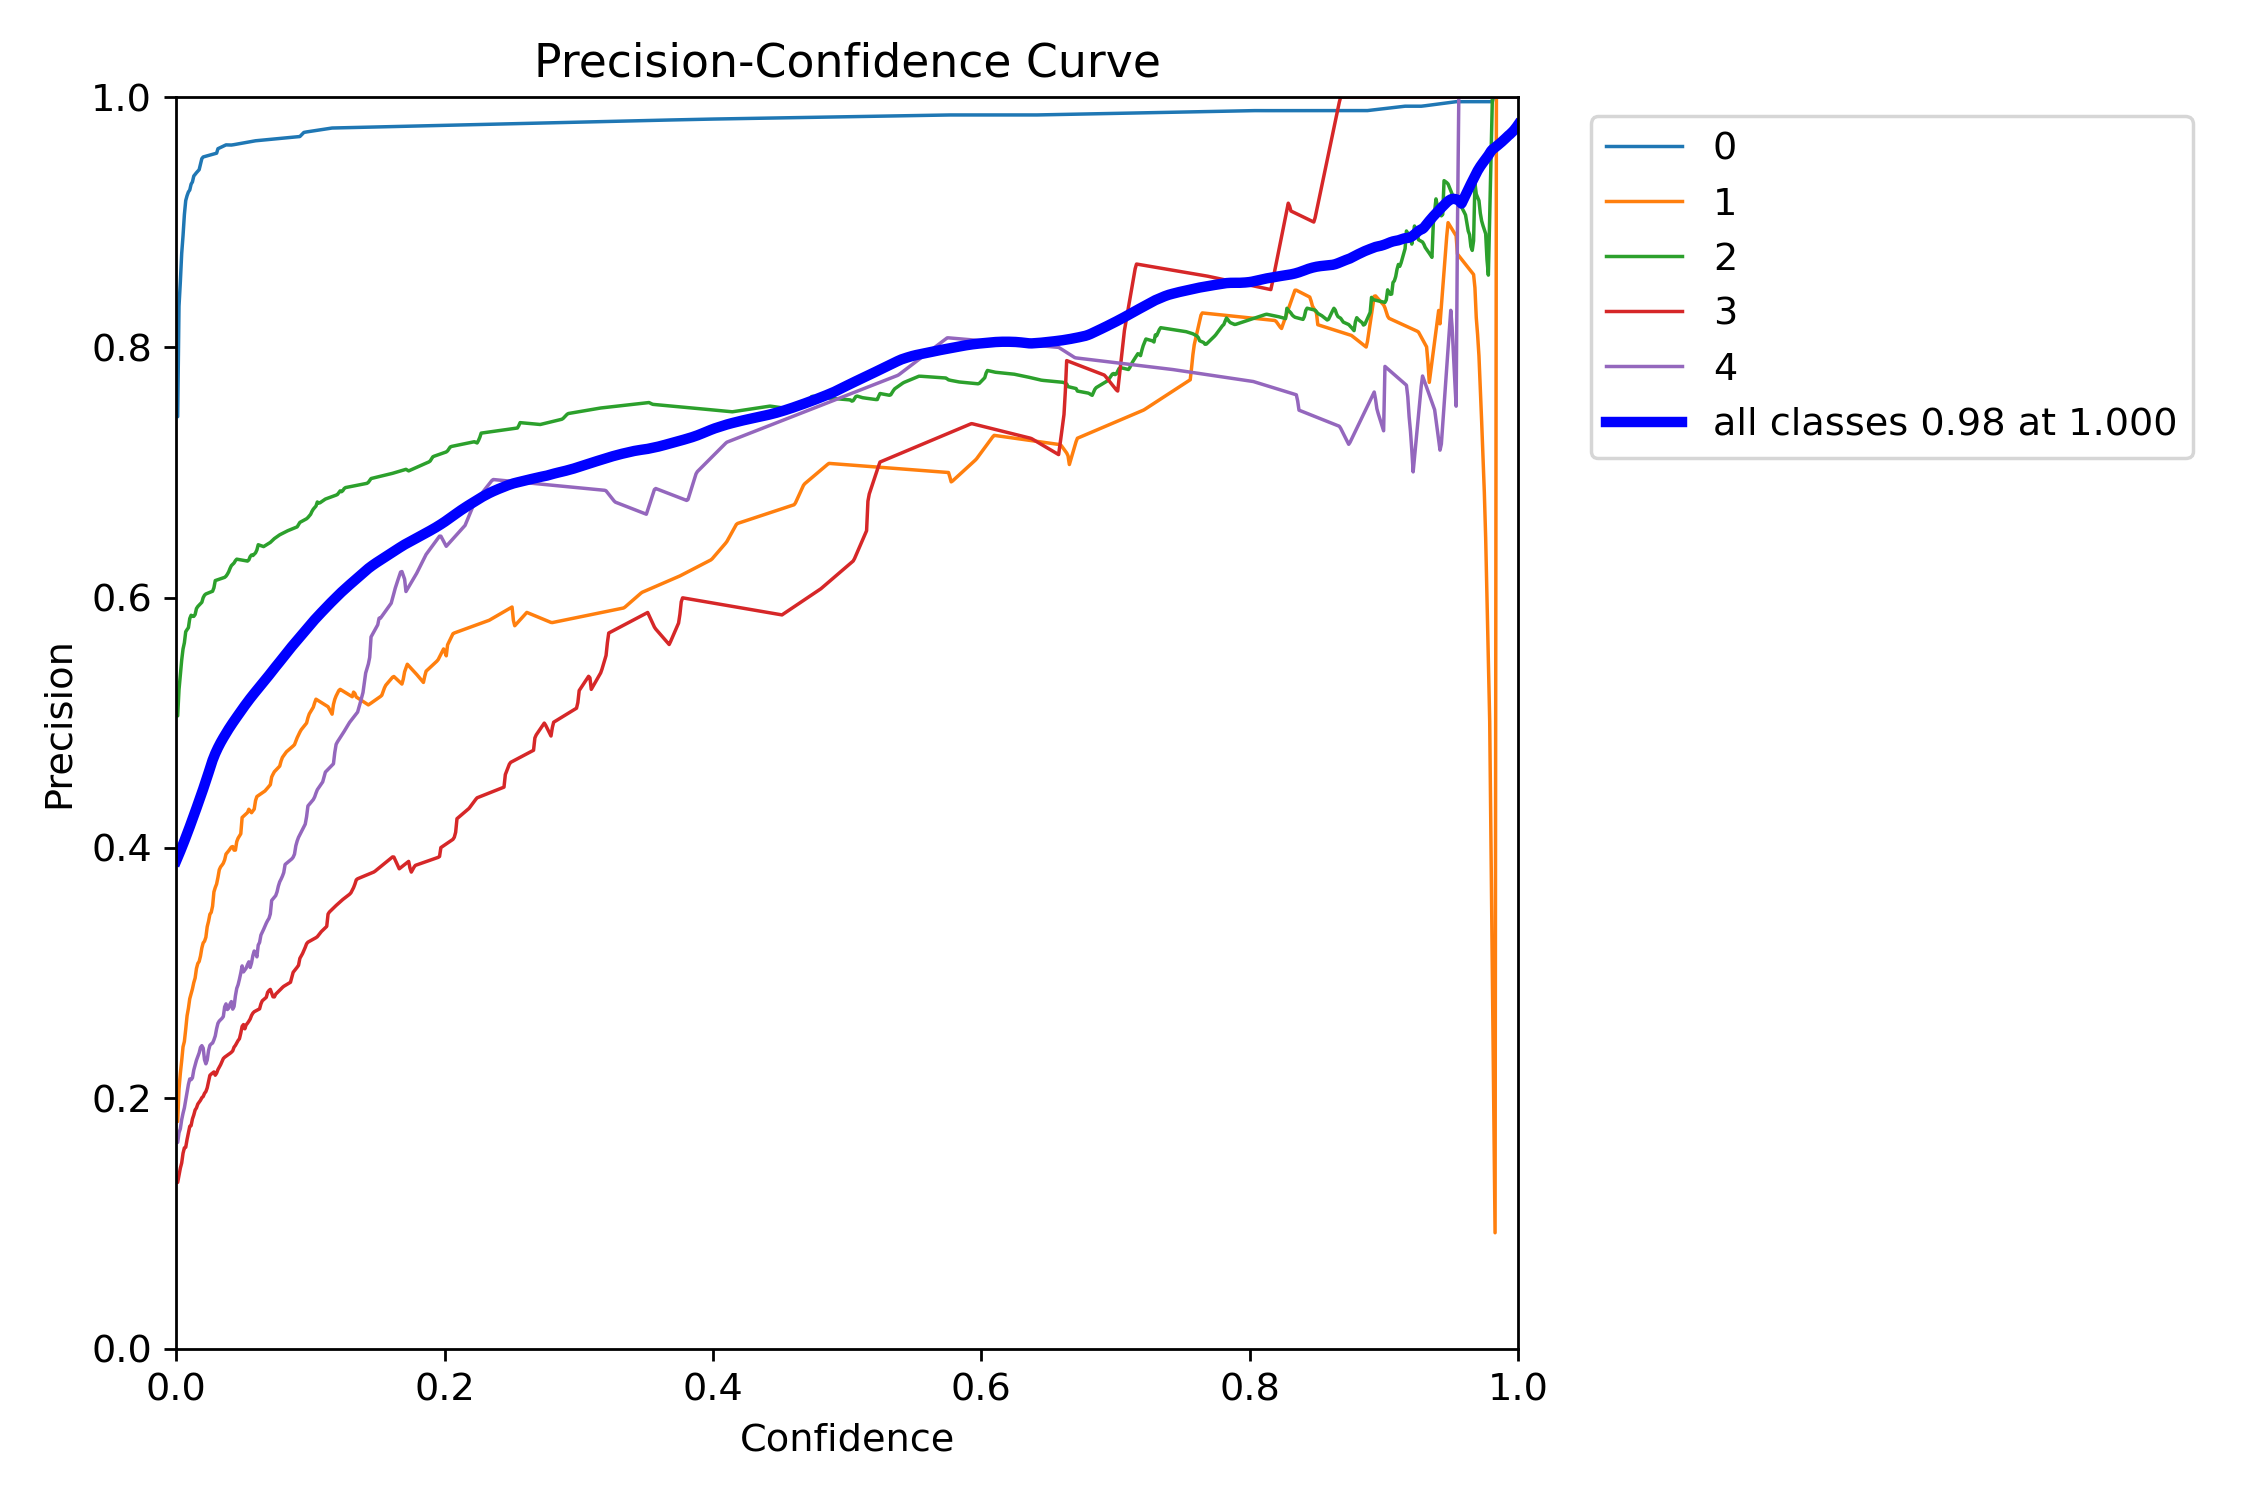 Precision-Confidence Curve
1.0
0.8
0.6
0.4
0.2
0.0
Precision
0.0 0.2 0.4 0.6 0.8 1.0
Confidence
0
1
2
3
4
all classes 0.98 at 1.000